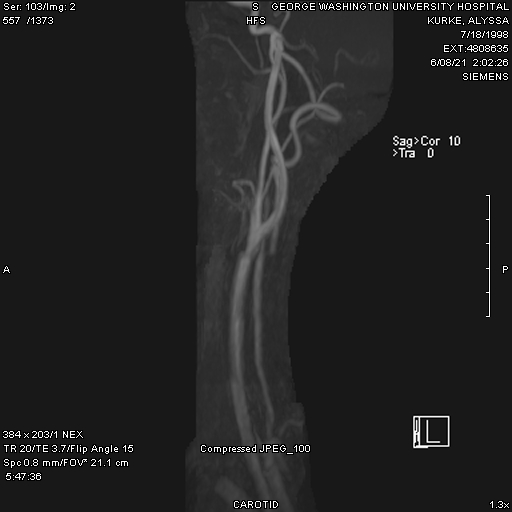 Ser: 103/Img: 2
557 /1373
S
HFS
GEORGE WASHINGTON UNIVERSITY HOSPITAL
KURKE, ALYSSA
7/18/1998
EXT:4808635
6/08/21 2:02:26
SIEMENS
Sag>Cor 10
>Tra 0
A
P
384 x 203/1 NEX
TR 20/TE 3.7/Flip Angle 15
Spc 0.8 mm/FOV* 21.1 cm
5:47:36
Compressed JPEG_100
L
CAROTID
1.3x